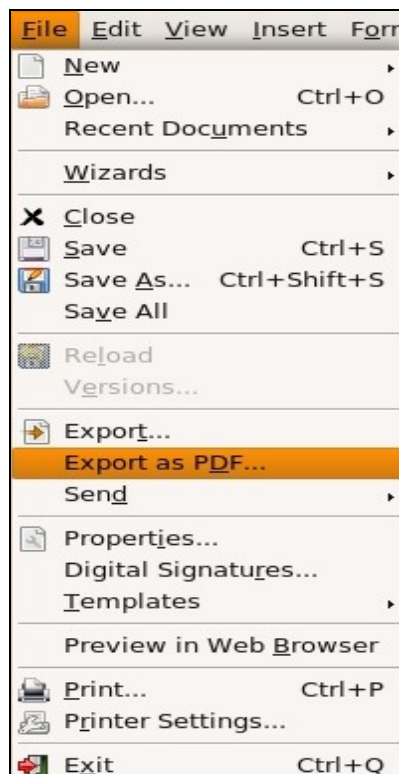 File Edit View Insert Forr
New
Open... Ctrl+O
Recent Documents
Wizards
Close
Save Ctrl+S
Save As... Ctrl+Shift+S
Save All
Reload
Versions...
Export...
Export as PDF...
Send
Properties...
Digital Signatures...
Templates
Preview in Web Browser
Print... Ctrl+P
Printer Settings...
Exit Ctrl+Q